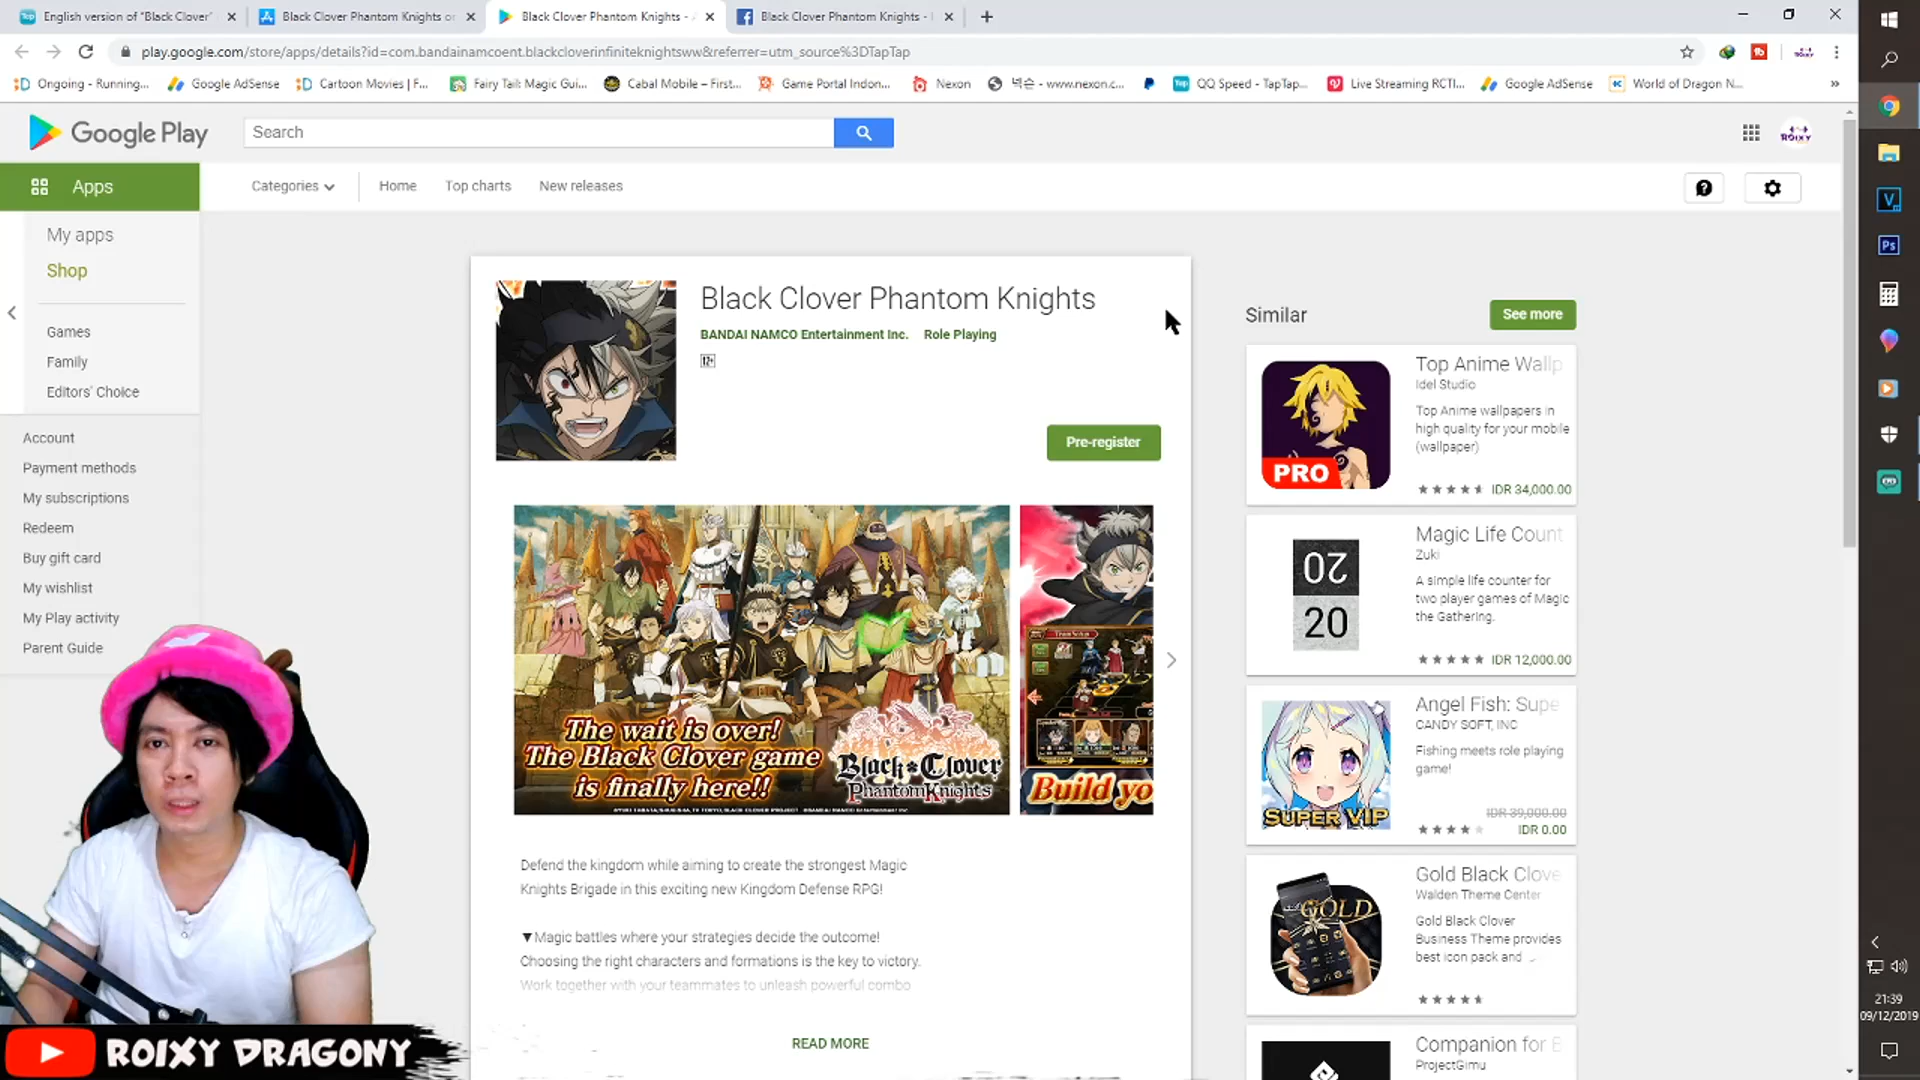 English version of "Black Clover"
Black Clover Phantom Knights or
Black Clover Phantom Knights - A
Black Clover Phantom Knights -
play.google.com/store/apps/details?id=com.bandainamcoent.blackcloverinfiniteknightsww&referrer=utm_source%3DTapTap
Ongoing - Running...
Google AdSense
Cartoon Movies | F...
Fairy Tail: Magic Gui...
Cabal Mobile – First...
Game Portal Indon...
Nexon
넥슨 - www.nexon.c...
QQ Speed - TapTap...
Live Streaming RCTI...
Google AdSense
World of Dragon N...
Google Play
Search
ROIXY
Apps
Categories
Home
Top charts
New releases
My apps
Shop
Games
Family
Editors' Choice
Account
Payment methods
My subscriptions
Redeem
Buy gift card
My wishlist
My Play activity
Parent Guide
Black Clover Phantom Knights
BANDAI NAMCO Entertainment Inc.
Role Playing
12+
Pre-register
The wait is over!
The Black Clover game
is finally here!!
Black Clover
Phantom Knights
Build yo
Defend the kingdom while aiming to create the strongest Magic
Knights Brigade in this exciting new Kingdom Defense RPG!
▼Magic battles where your strategies decide the outcome!
Choosing the right characters and formations is the key to victory.
Work together with your teammates to unleash powerful combo
READ MORE
Similar
See more
PRO
Top Anime Wallp
Idel Studio
Top Anime wallpapers in
high quality for your mobile
(wallpaper)
IDR 34,000.00
20
20
Magic Life Count
Zuki
A simple life counter for
two player games of Magic
the Gathering.
IDR 12,000.00
SUPER VIP
Angel Fish: Supe
CANDY SOFT, INC
Fishing meets role playing
game!
IDR 39,000.00
IDR 0.00
GOLD
Gold Black Clove
Walden Theme Center
Gold Black Clover
Business Theme provides
best icon pack and
Companion for
ProjectGimu
ROIXY DRAGONY
21:39
09/12/2019